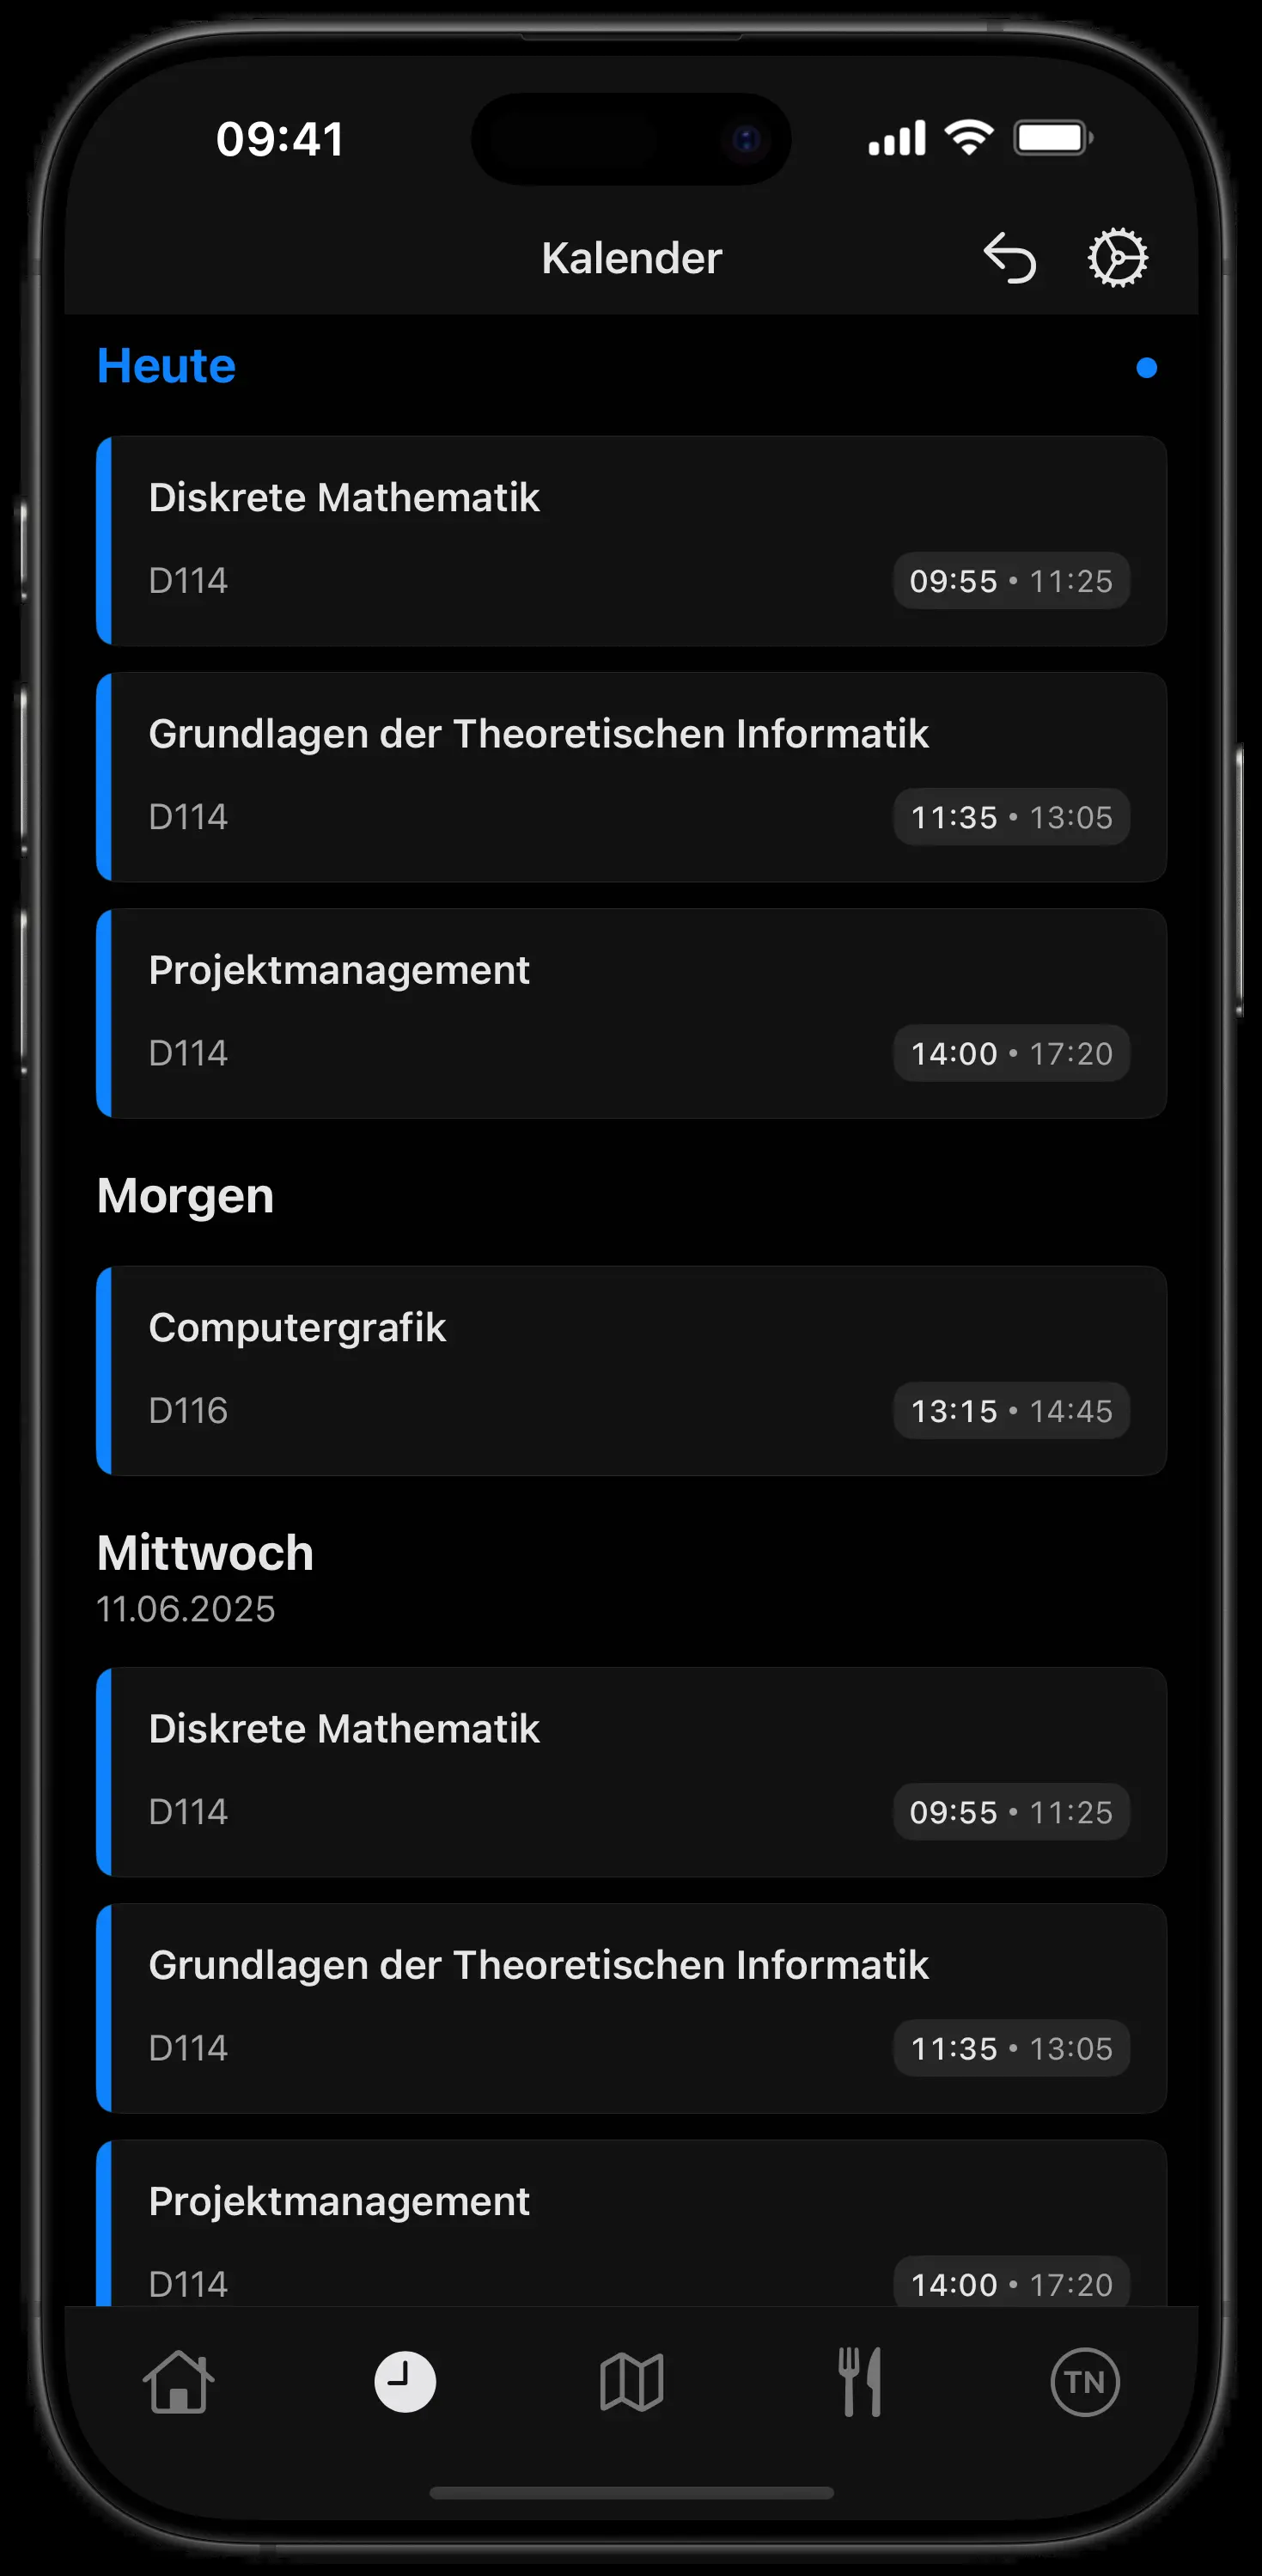 09:41
Kalender
Heute
Diskrete Mathematik
D114 09:55 • 11:25
Grundlagen der Theoretischen Informatik
D114 11:35 • 13:05
Projektmanagement
D114 14:00 • 17:20
Morgen
Computergrafik
D116 13:15 • 14:45
Mittwoch
11.06.2025
Diskrete Mathematik
D114 09:55 • 11:25
Grundlagen der Theoretischen Informatik
D114 11:35 • 13:05
Projektmanagement
D114 14:00 • 17:20
TN